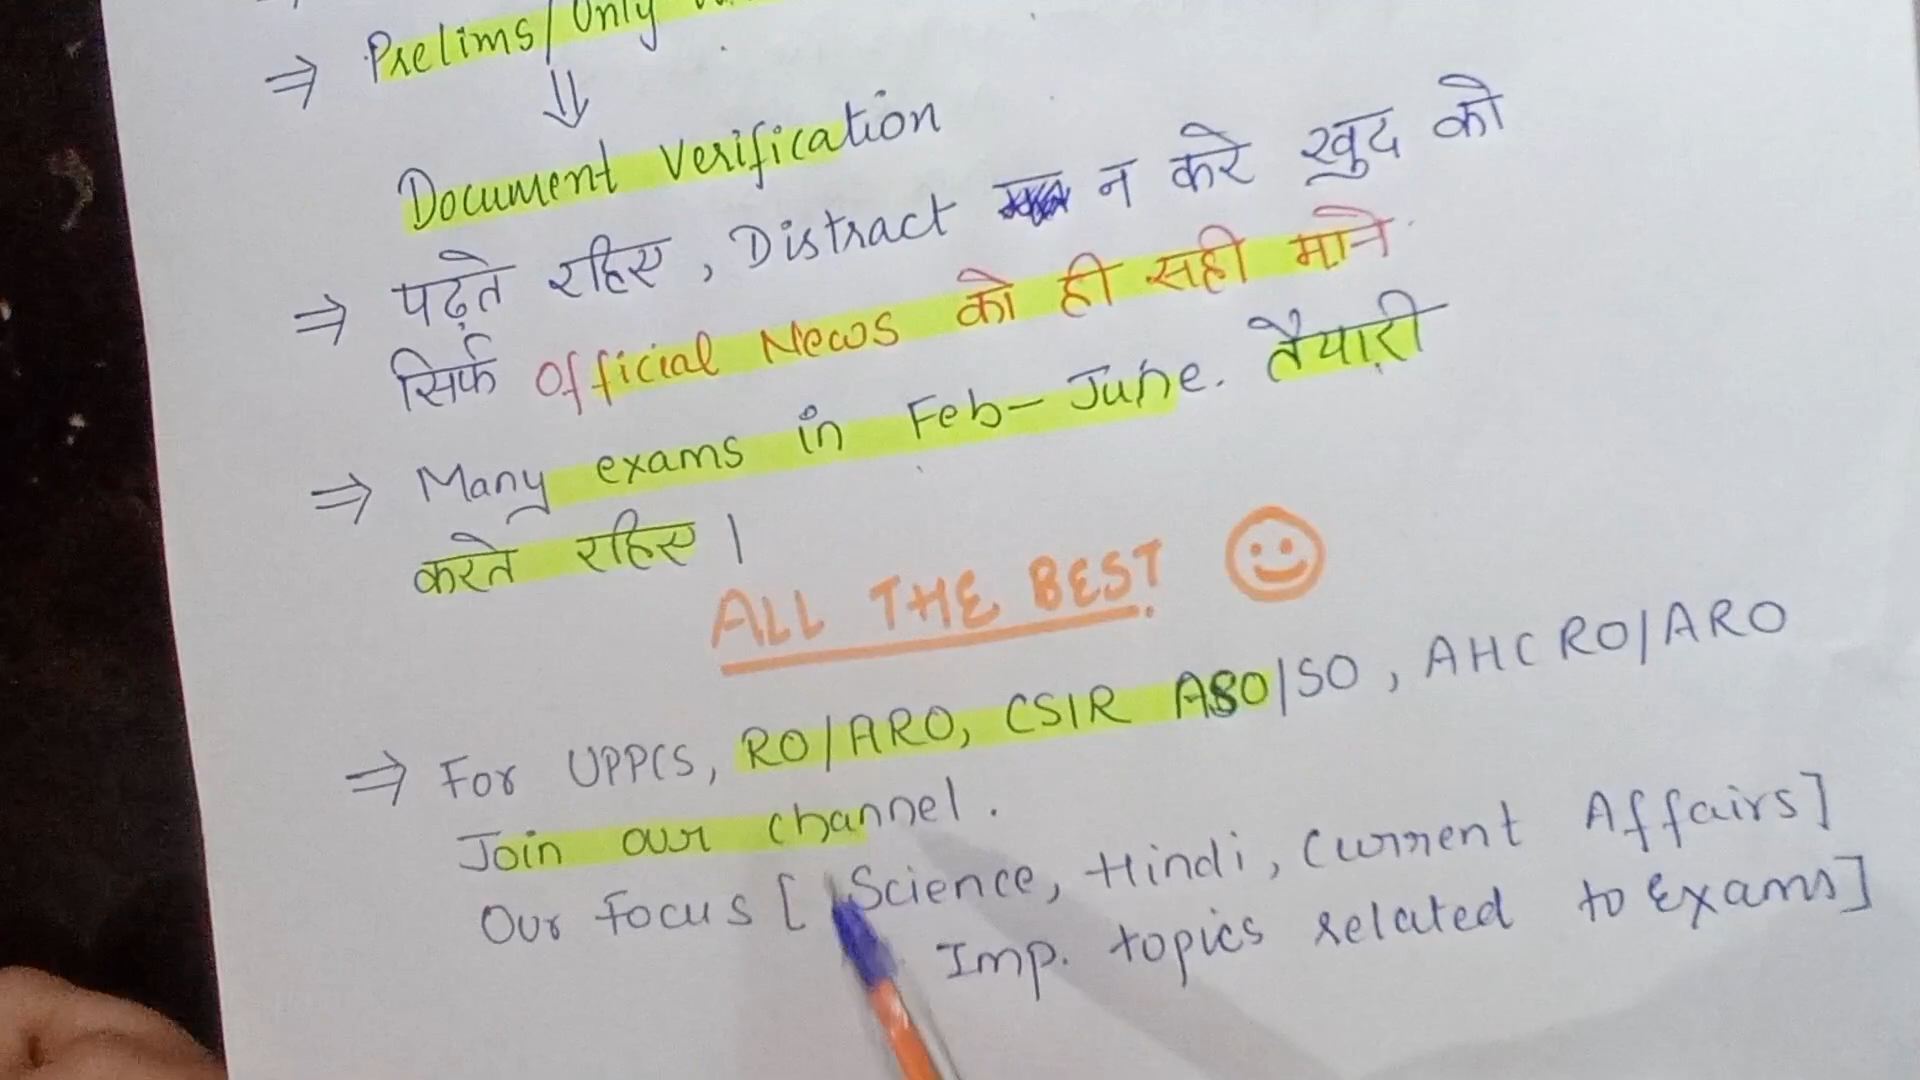 ⇒ Prelims/Only
⇓
Document Verification
⇒ पढ़ते रहिए, Distract न करे खुद को
सिर्फ Official News को ही सही माने
⇒ Many exams in Feb-June. तैयारी
करते रहिए।
ALL THE BEST ☺
⇒ For UPPCS, RO/ARO, CSIR ASO/SO, AHC RO/ARO
Join our channel.
Our Focus [ Science, Hindi, Current Affairs]
Imp. topics related to Exams]